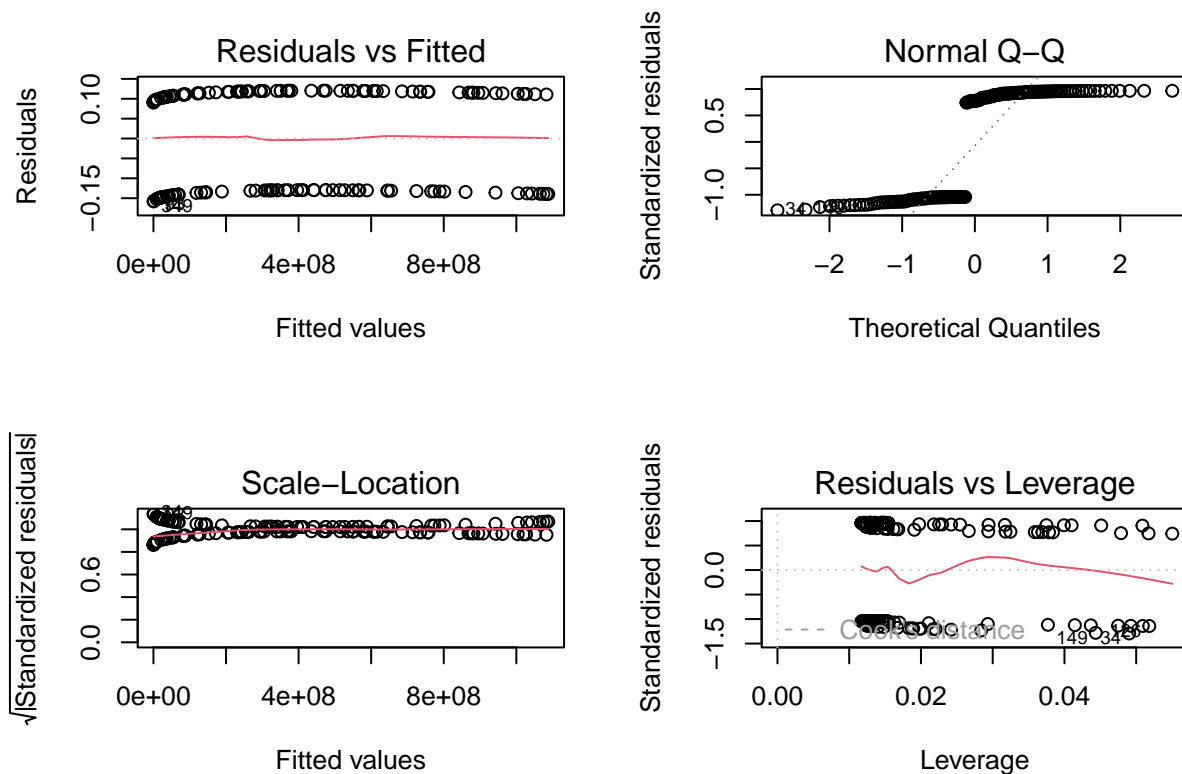 Residuals vs Fitted
Residuals
0.10
−0.15
349
0e+00 4e+08 8e+08
Fitted values
Normal Q−Q
Standardized residuals
0.5
−1.0
34
−2 −1 0 1 2
Theoretical Quantiles
Scale−Location
√|Standardized residuals|
0.6
0.0
349
0e+00 4e+08 8e+08
Fitted values
Residuals vs Leverage
Standardized residuals
0.0
−1.5
Cook's distance
149 34
0.00 0.02 0.04
Leverage